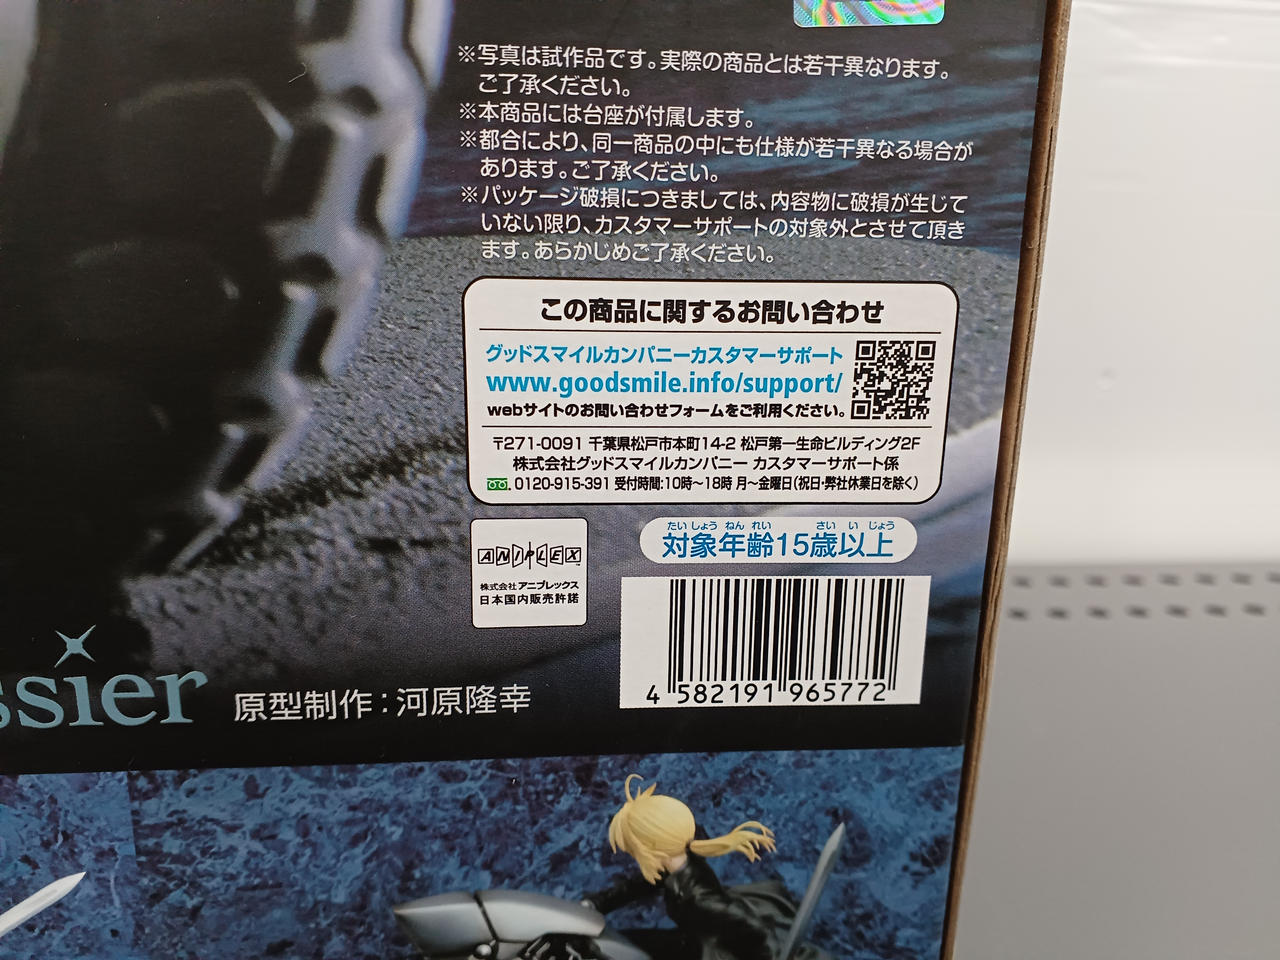 ※写真は試作品です。実際の商品とは若干異なります。
ご了承ください。
※本商品には台座が付属します。
※都合により、同一商品の中にも仕様が若干異なる場合が
あります。ご了承ください。
※パッケージ破損につきましては、内容物に破損が生じて
いない限り、カスタマーサポートの対象外とさせて頂き
ます。あらかじめご了承ください。
この商品に関するお問い合わせ
グッドスマイルカンパニーカスタマーサポート
www.goodsmile.info/support/
webサイトのお問い合わせフォームをご利用ください。
〒271-0091 千葉県松戸市本町14-2 松戸第一生命ビルディング2F
株式会社グッドスマイルカンパニー カスタマーサポート係
0120-915-391 受付時間:10時〜18時 月〜金曜日(祝日・弊社休業日を除く)
ANIPLEX
株式会社 アニプレックス
日本国内販売許諾
たいしょう ねん れい さい い じょう
対象年齢15歳以上
4 582191 965772
ssier
原型制作：河原隆幸